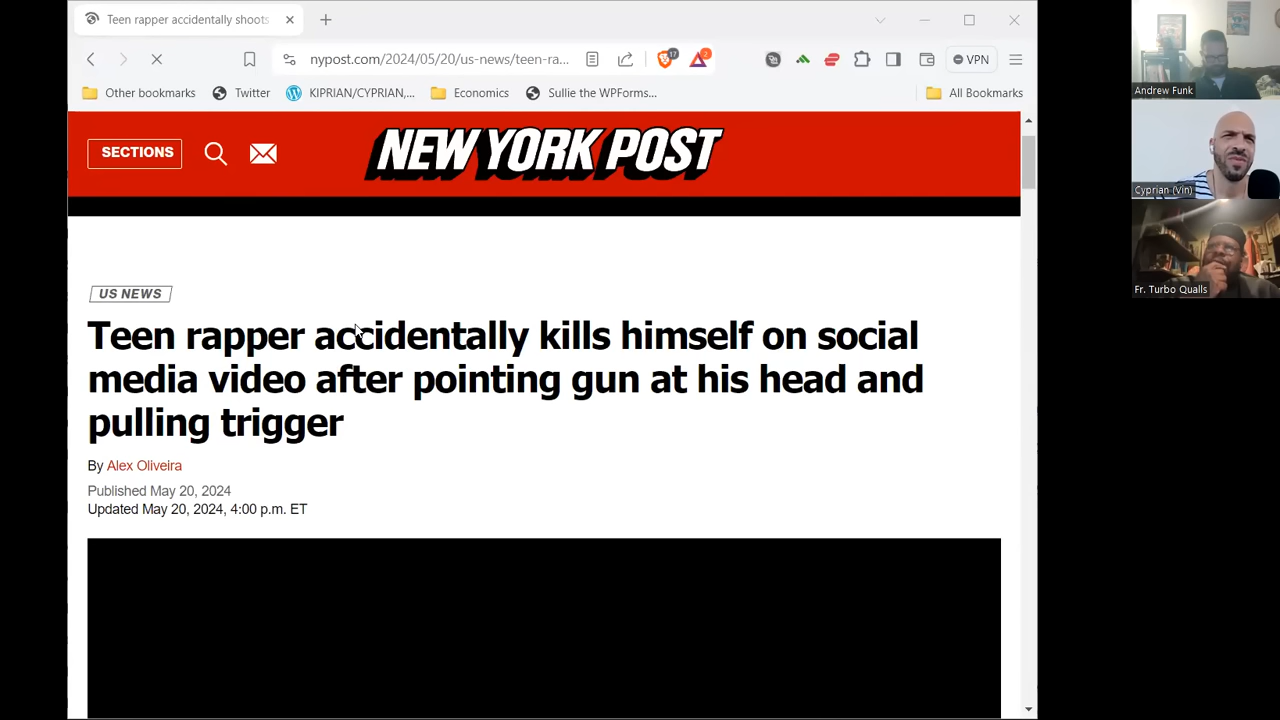 Teen rapper accidentally shoots
nypost.com/2024/05/20/us-news/teen-ra...
17
2
VPN
Other bookmarks
Twitter
KIPRIAN/CYPRIAN,...
Economics
Sullie the WPForms...
All Bookmarks
SECTIONS
NEW YORK POST
US NEWS
Teen rapper accidentally kills himself on social
media video after pointing gun at his head and
pulling trigger
By Alex Oliveira
Published May 20, 2024
Updated May 20, 2024, 4:00 p.m. ET
Andrew Funk
Cyprian (Vin)
Fr. Turbo Qualls